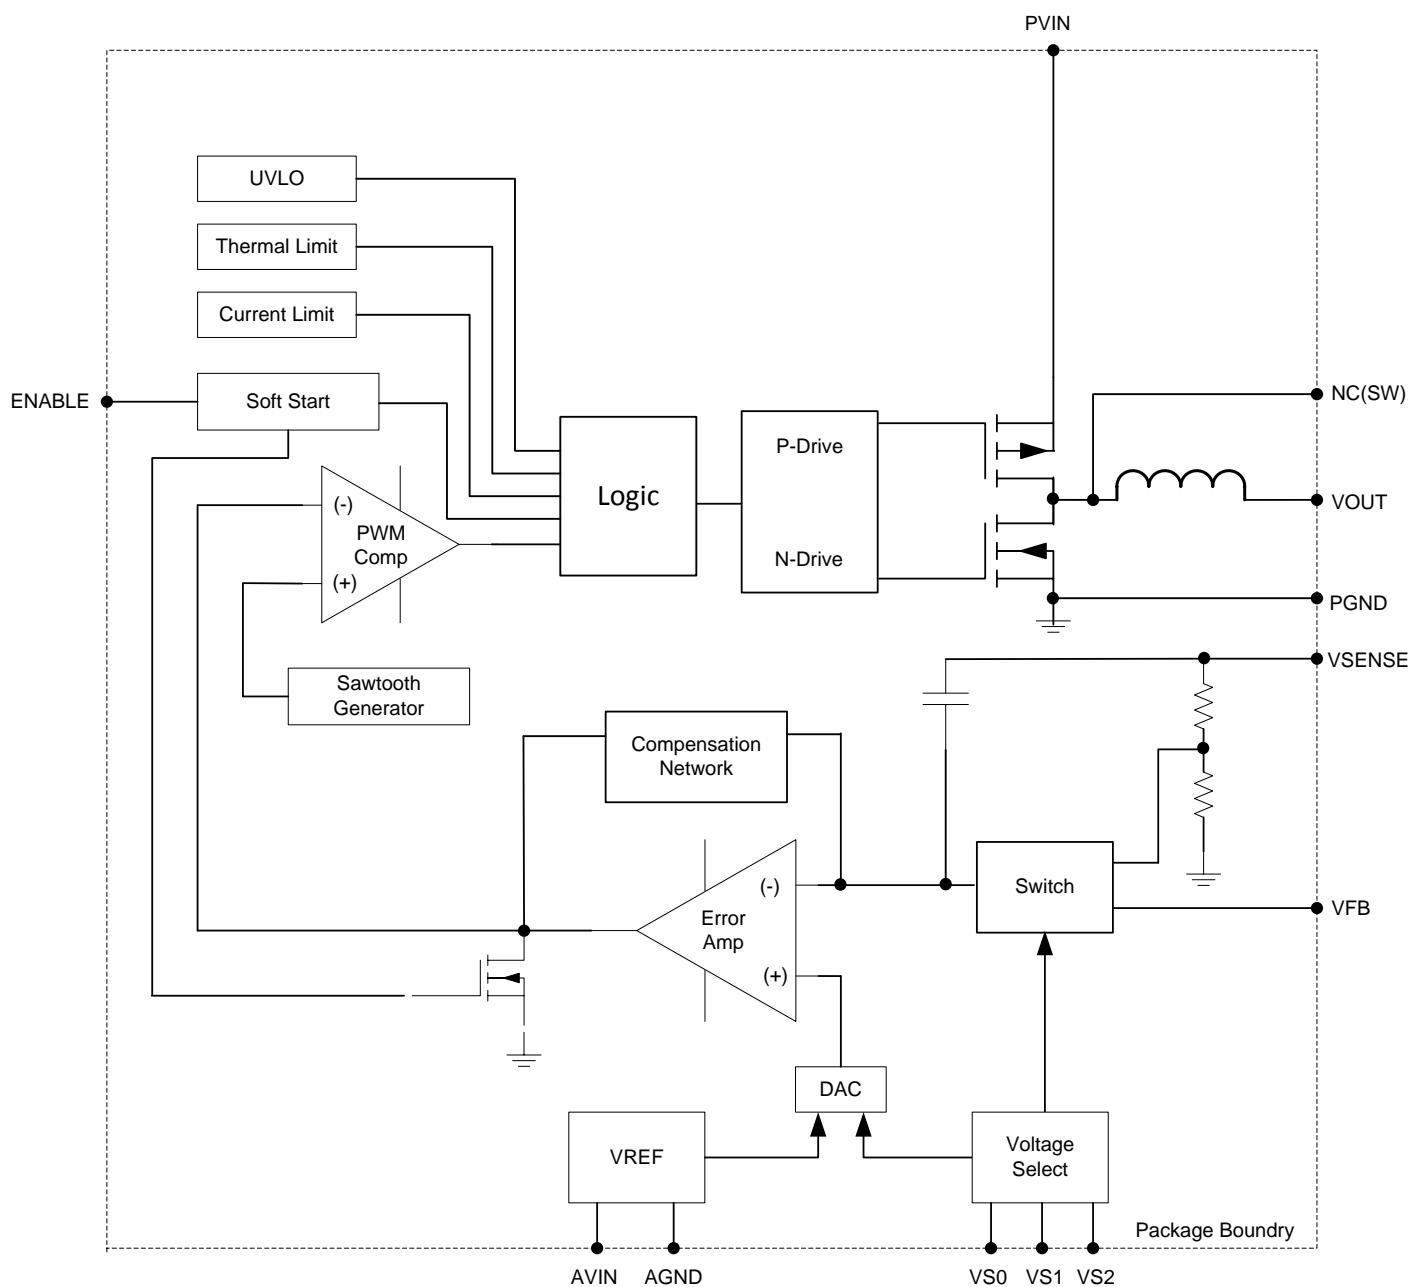 PVIN
UVLO
Thermal Limit
Current Limit
ENABLE
Soft Start
NC(SW)
P-Drive
Logic
(-)
PWM
Comp
(+)
VOUT
N-Drive
PGND
VSENSE
Sawtooth
Generator
Compensation
Network
(-)
Switch
Error
Amp
VFB
(+)
DAC
VREF
Voltage
Select
Package Boundry
AVIN
AGND
VS0
VS1
VS2